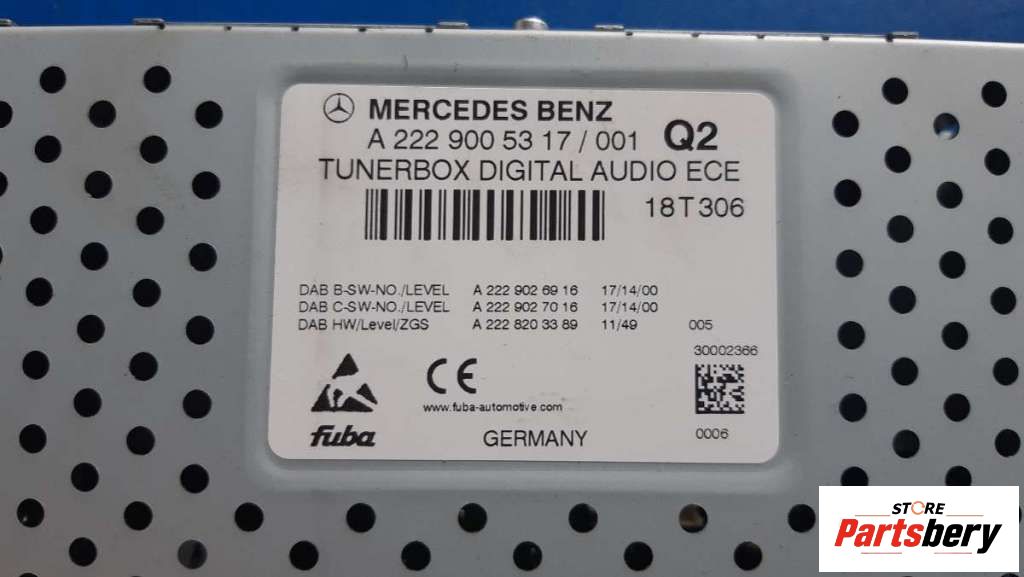 MERCEDES BENZ
A 222 900 53 17 / 001 Q2
TUNERBOX DIGITAL AUDIO ECE
18T306
DAB B-SW-NO./LEVEL A 222 902 69 16 17/14/00
DAB C-SW-NO./LEVEL A 222 902 70 16 17/14/00
DAB HW/Level/ZGS A 222 820 33 89 11/49 005
30002366
CE
www.fuba-automotive.com
fuba
GERMANY
0006
STORE
Partsbery